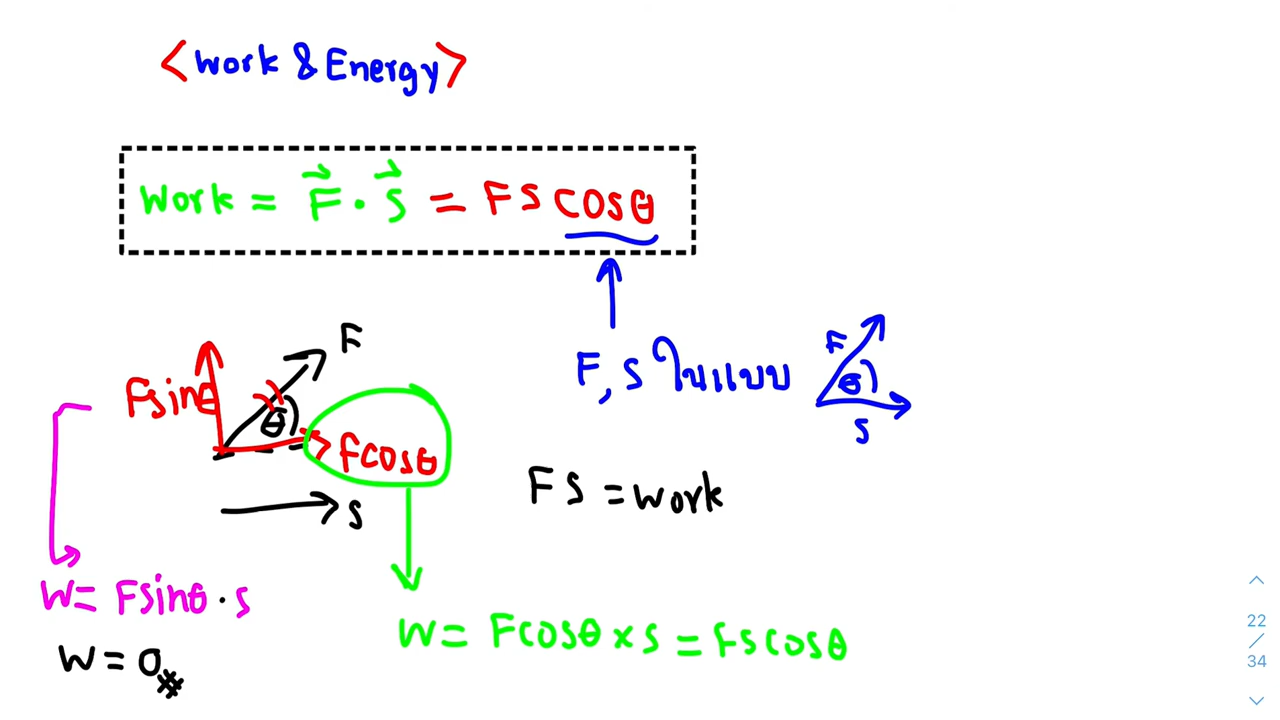 <Work & Energy>
Work = F⃗ · S⃗ = FS cosθ
F
Fsinθ
θ
Fcosθ
S
F, S ในแบบ
F
θ
S
FS = work
W = Fsinθ · s
W = 0#
W = Fcosθ × s = Fscosθ
22
/
34